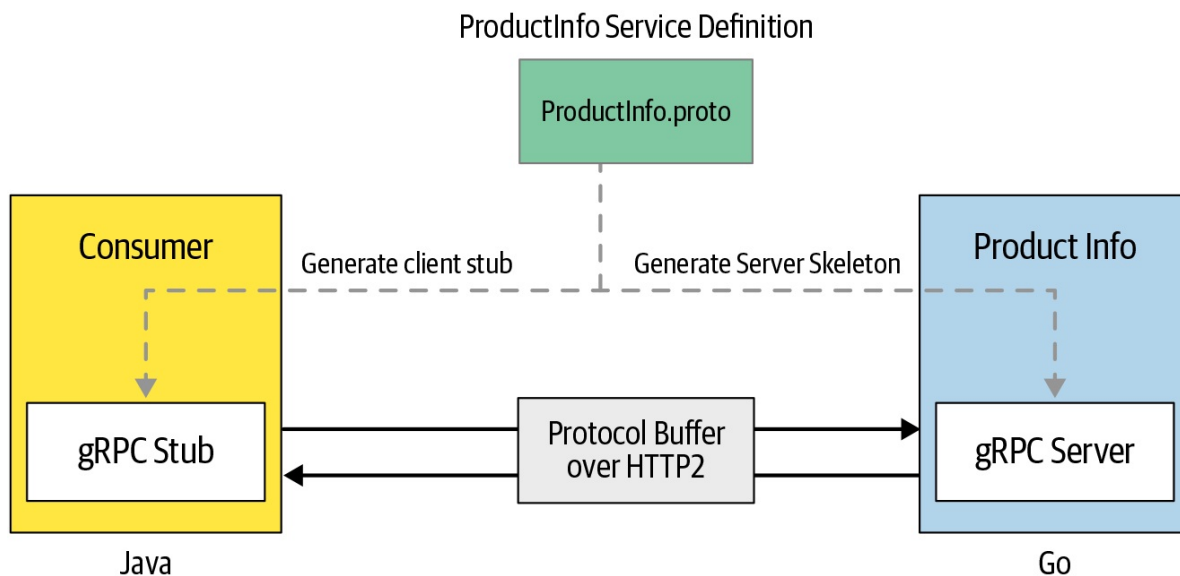 ProductInfo Service Definition
ProductInfo.proto
Consumer
Product Info
Generate client stub
Generate Server Skeleton
gRPC Stub
Protocol Buffer
over HTTP2
gRPC Server
Java
Go